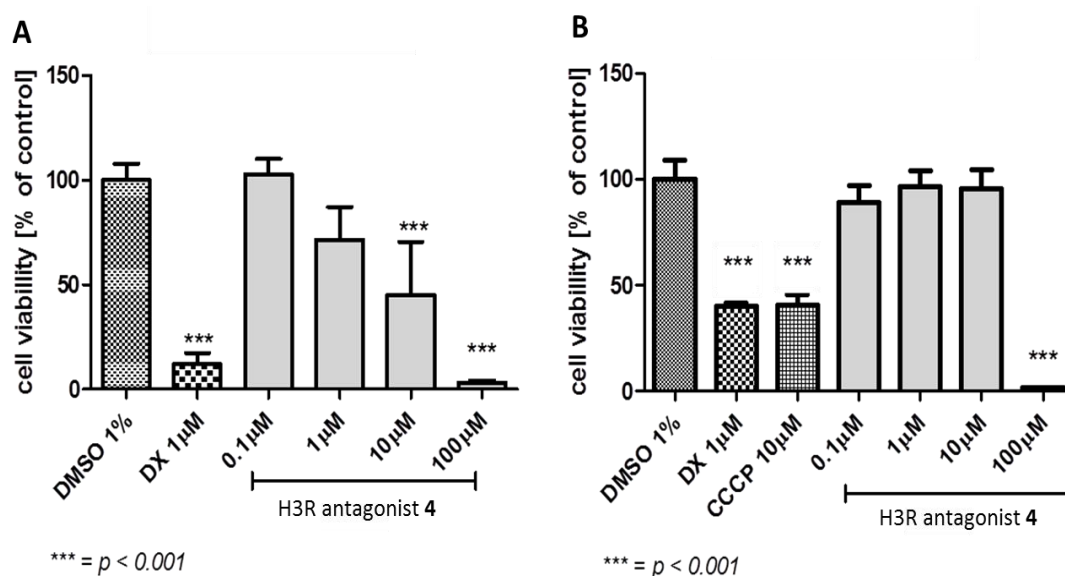 A
cell viabillity [% of control]
150
100
50
0
***
***
***
DMSO 1%
DX 1µM
0.1µM
1µM
10µM
100µM
H3R antagonist 4
*** = p < 0.001
B
cell viability [% of control]
150
100
50
0
***
***
***
DMSO 1%
DX 1µM
CCCP 10µM
0.1µM
1µM
10µM
100µM
H3R antagonist 4
*** = p < 0.001